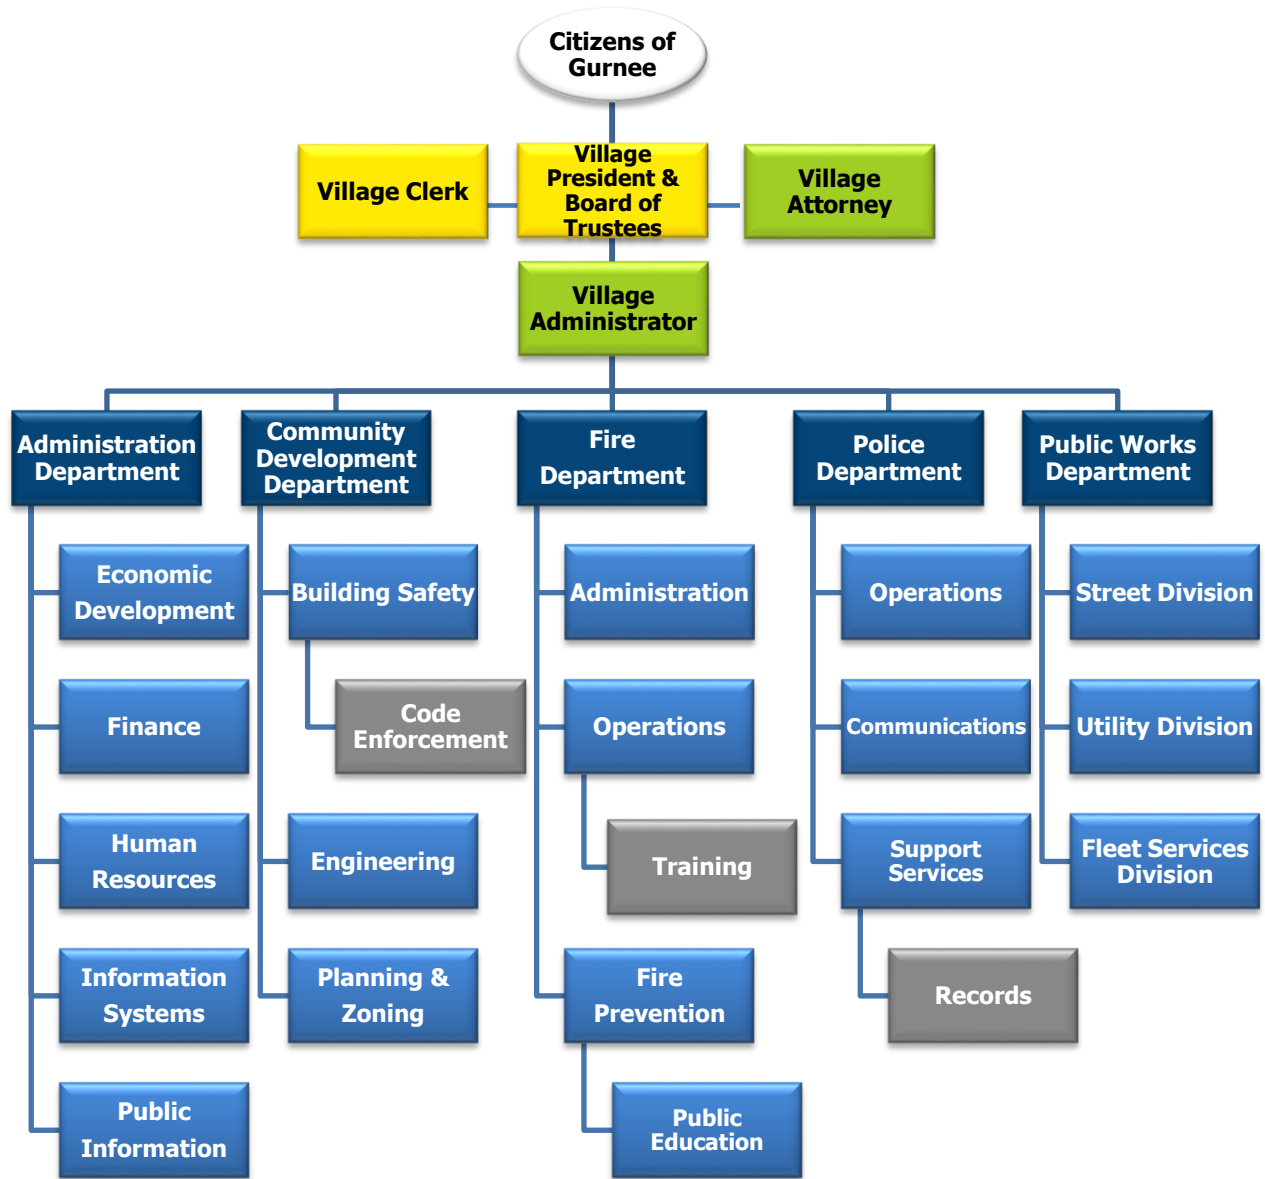 Citizens of
Gurnee
Village Clerk
Village
President &
Board of
Trustees
Village
Attorney
Village
Administrator
Administration
Department
Community
Development
Department
Fire
Department
Police
Department
Public Works
Department
Economic
Development
Building Safety
Administration
Operations
Street Division
Finance
Code
Enforcement
Operations
Communications
Utility Division
Human
Resources
Engineering
Training
Support
Services
Fleet Services
Division
Information
Systems
Planning &
Zoning
Fire
Prevention
Records
Public
Information
Public
Education